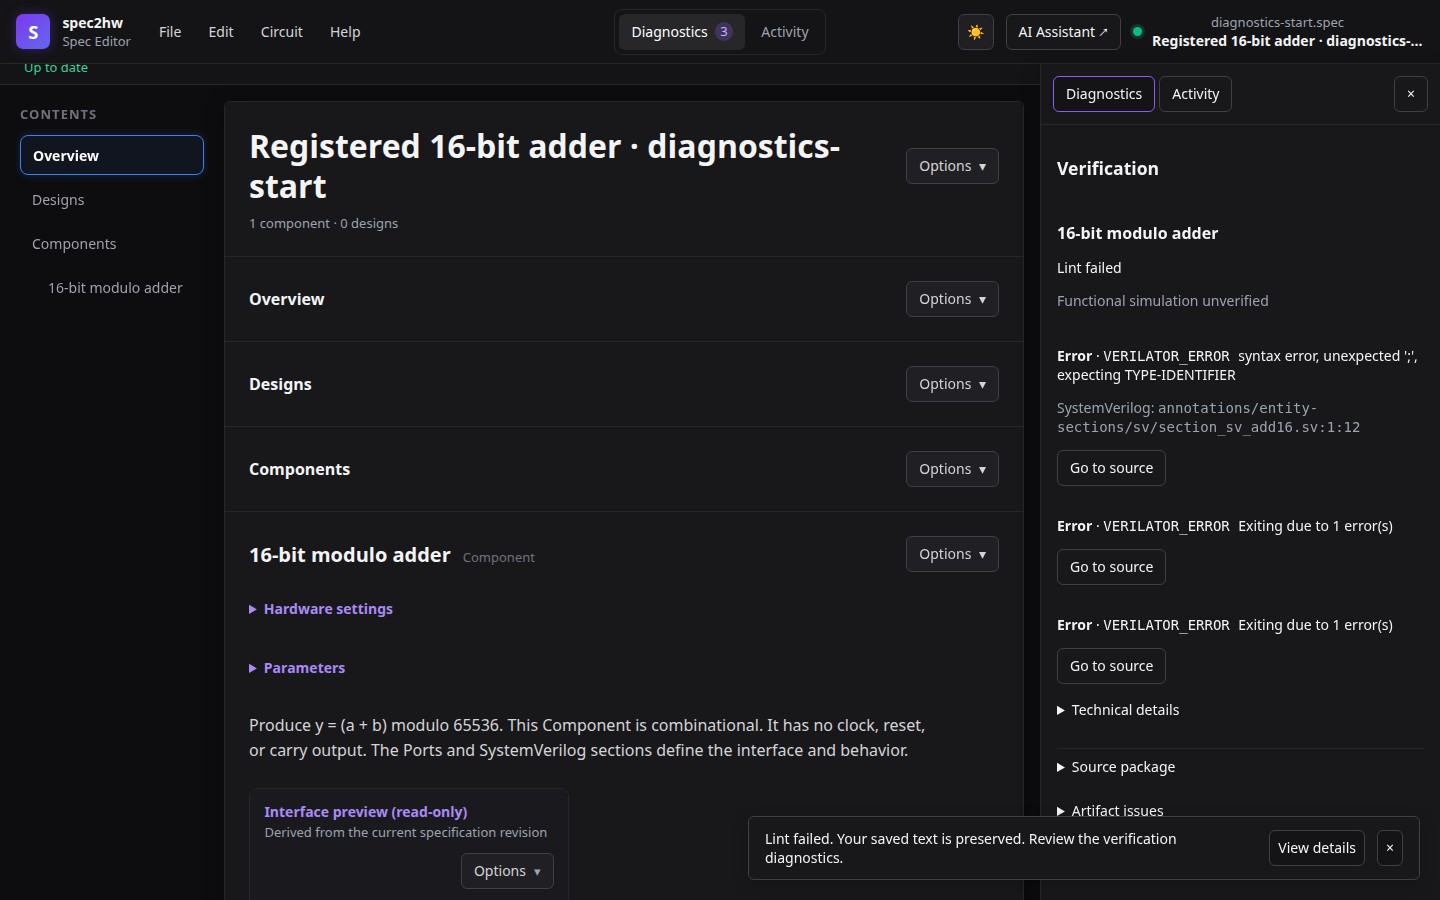 S
spec2hw
Spec Editor
File
Edit
Circuit
Help
Diagnostics 3
Activity
AI Assistant ↗
diagnostics-start.spec
Registered 16-bit adder · diagnostics-...
Up to date
CONTENTS
Overview
Designs
Components
16-bit modulo adder
Registered 16-bit adder · diagnostics-
start
1 component · 0 designs
Options ▾
Overview
Options ▾
Designs
Options ▾
Components
Options ▾
16-bit modulo adder Component
Options ▾
▶ Hardware settings
▶ Parameters
Produce y = (a + b) modulo 65536. This Component is combinational. It has no clock, reset,
or carry output. The Ports and SystemVerilog sections define the interface and behavior.
Interface preview (read-only)
Derived from the current specification revision
Options ▾
Diagnostics
Activity
×
Verification
16-bit modulo adder
Lint failed
Functional simulation unverified
Error · VERILATOR_ERROR syntax error, unexpected ';',
expecting TYPE-IDENTIFIER
SystemVerilog: annotations/entity-
sections/sv/section_sv_add16.sv:1:12
Go to source
Error · VERILATOR_ERROR Exiting due to 1 error(s)
Go to source
Error · VERILATOR_ERROR Exiting due to 1 error(s)
Go to source
▶ Technical details
▶ Source package
▶ Artifact issues
Lint failed. Your saved text is preserved. Review the verification
diagnostics.
View details
×